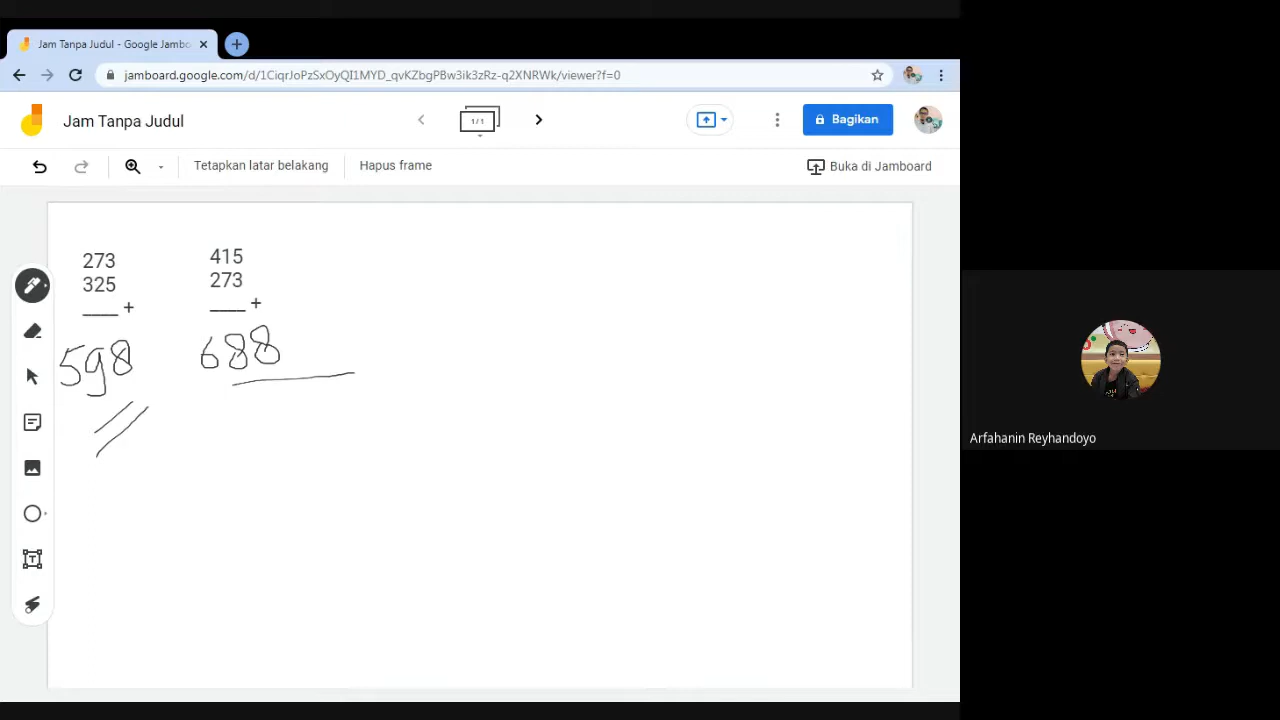 Jam Tanpa Judul - Google Jambo
jamboard.google.com/d/1CiqrJoPzSxOyQI1MYD_qvKZbgPBw3ik3zRz-q2XNRWk/viewer?f=0
Jam Tanpa Judul
1/1
Bagikan
Tetapkan latar belakang
Hapus frame
Buka di Jamboard
273
325
____ +
598
415
273
____ +
688
Arfahanin Reyhandoyo